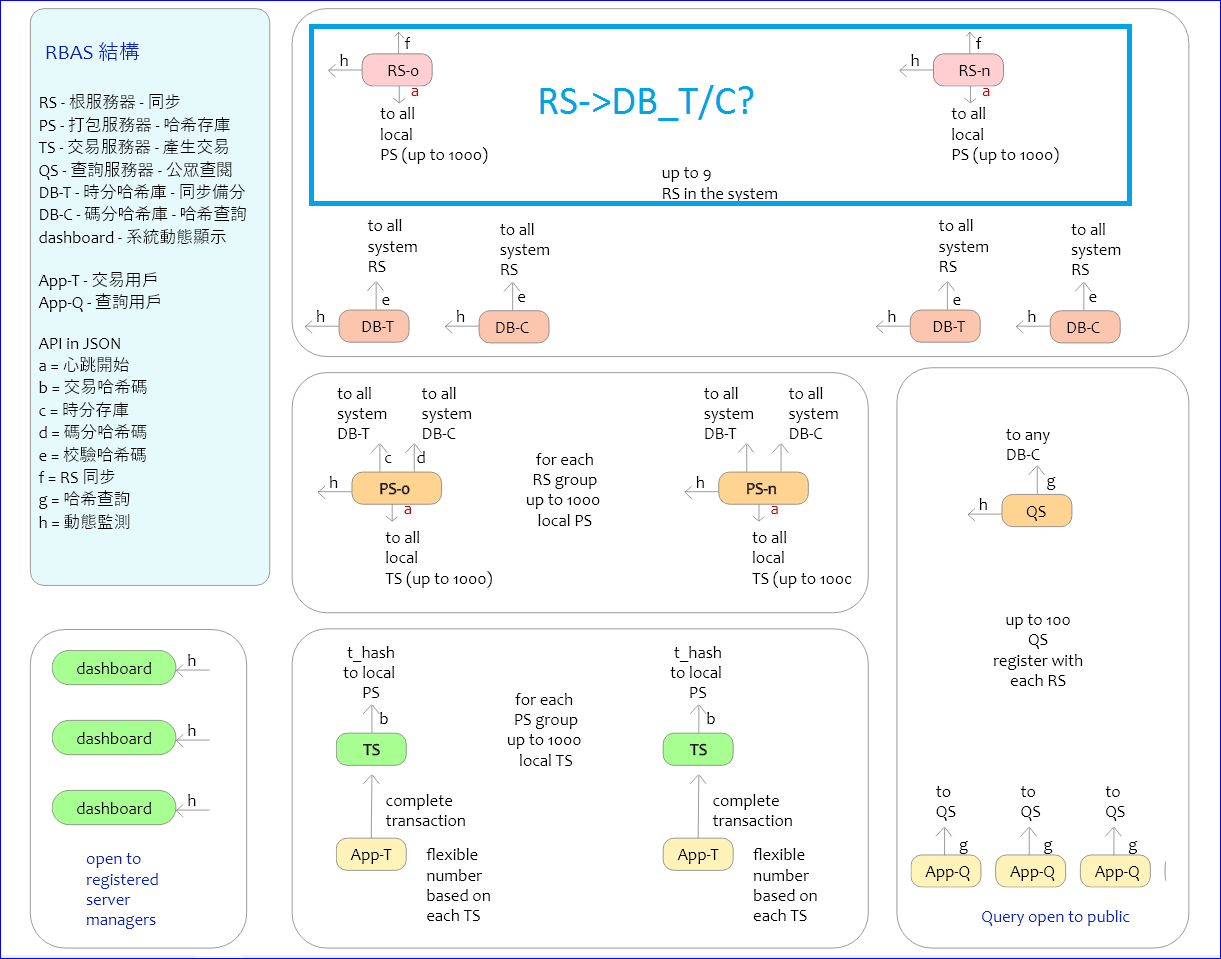 RBAS 結構
RS - 根服務器 - 同步
PS - 打包服務器 - 哈希存庫
TS - 交易服務器 - 產生交易
QS - 查詢服務器 - 公眾查閱
DB-T - 時分哈希庫 - 同步備分
DB-C - 碼分哈希庫 - 哈希查詢
dashboard - 系統動態顯示
App-T - 交易用戶
App-Q - 查詢用戶
API in JSON
a = 心跳開始
b = 交易哈希碼
c = 時分存庫
d = 碼分哈希碼
e = 校驗哈希碼
f = RS 同步
g = 哈希查詢
h = 動態監測
f
h
RS-0
a
to all
local
PS (up to 1000)
RS->DB_T/C?
up to 9
RS in the system
f
h
RS-n
a
to all
local
PS (up to 1000)
to all
system
RS
e
h
DB-T
to all
system
RS
e
h
DB-C
to all
system
RS
e
h
DB-T
to all
system
RS
e
h
DB-C
to all
system
DB-T
to all
system
DB-C
c
d
h
PS-0
a
to all
local
TS (up to 1000)
for each
RS group
up to 1000
local PS
to all
system
DB-T
to all
system
DB-C
h
PS-n
a
to all
local
TS (up to 1000
to any
DB-C
g
h
QS
up to 100
QS
register with
each RS
to
QS
g
App-Q
to
QS
g
App-Q
to
QS
g
App-Q
Query open to public
dashboard
h
dashboard
h
dashboard
h
open to
registered
server
managers
t_hash
to local
PS
b
TS
complete
transaction
App-T
flexible
number
based on
each TS
for each
PS group
up to 1000
local TS
t_hash
to local
PS
b
TS
complete
transaction
App-T
flexible
number
based on
each TS